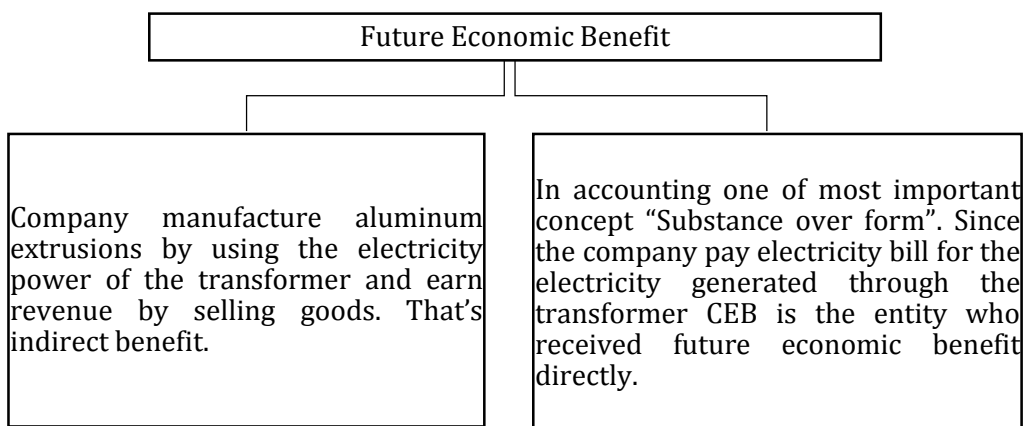 Future Economic Benefit
Company manufacture aluminum
extrusions by using the electricity
power of the transformer and earn
revenue by selling goods. That’s
indirect benefit.
In accounting one of most important
concept “Substance over form”. Since
the company pay electricity bill for the
electricity generated through the
transformer CEB is the entity who
received future economic benefit
directly.